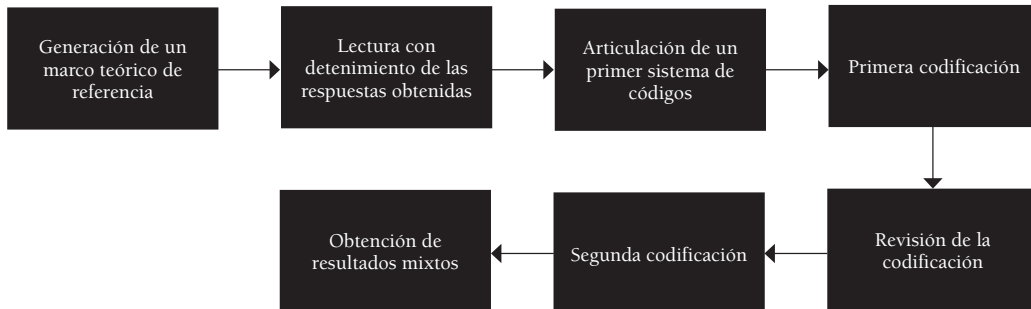 Generación de un
marco teórico de
referencia
Lectura con
detenimiento de las
respuestas obtenidas
Articulación de un
primer sistema de
códigos
Primera codificación
Revisión de la
codificación
Segunda codificación
Obtención de
resultados mixtos